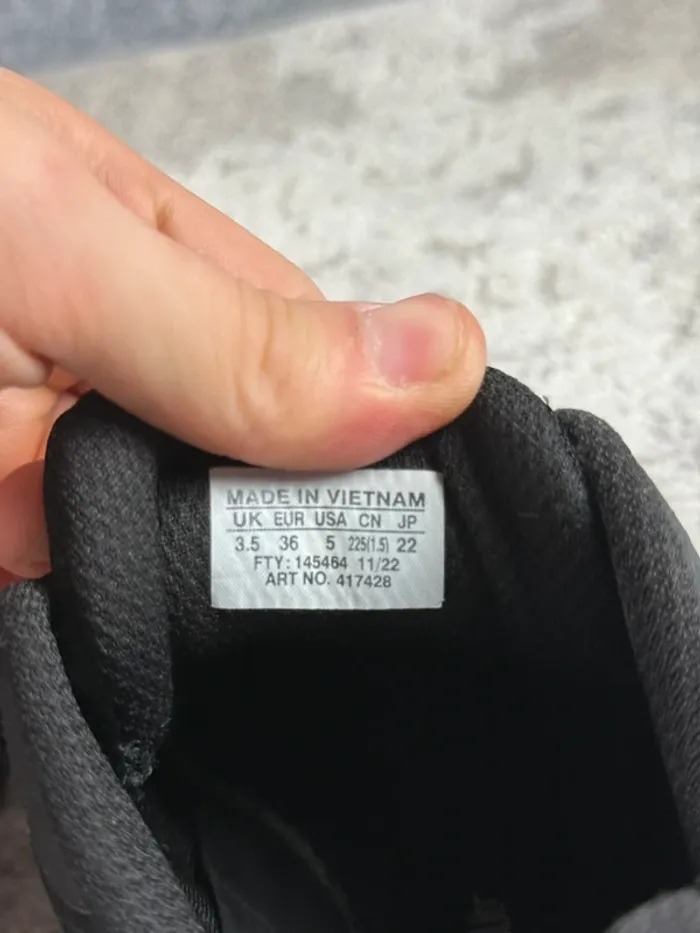 MADE IN VIETNAM
UK EUR USA CN JP
3.5 36 5 225(1.5) 22
FTY: 145464 11/22
ART NO. 417428